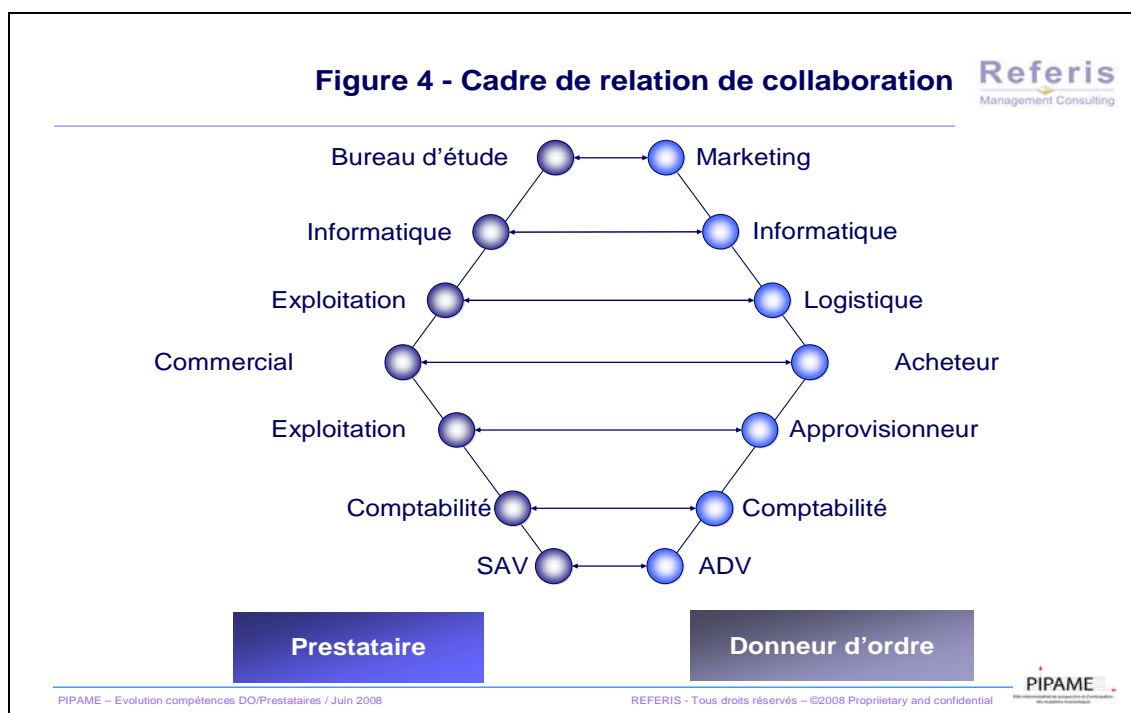 Figure 4 - Cadre de relation de collaboration
Referis
Management Consulting
Bureau d'étude Marketing
Informatique Informatique
Exploitation Logistique
Commercial Acheteur
Exploitation Approvisionneur
Comptabilité Comptabilité
SAV ADV
Prestataire Donneur d'ordre
PIPAME – Evolution compétences DO/Prestataires / Juin 2008 REFERIS - Tous droits réservés – ©2008 Propriietary and confidential
PIPAME